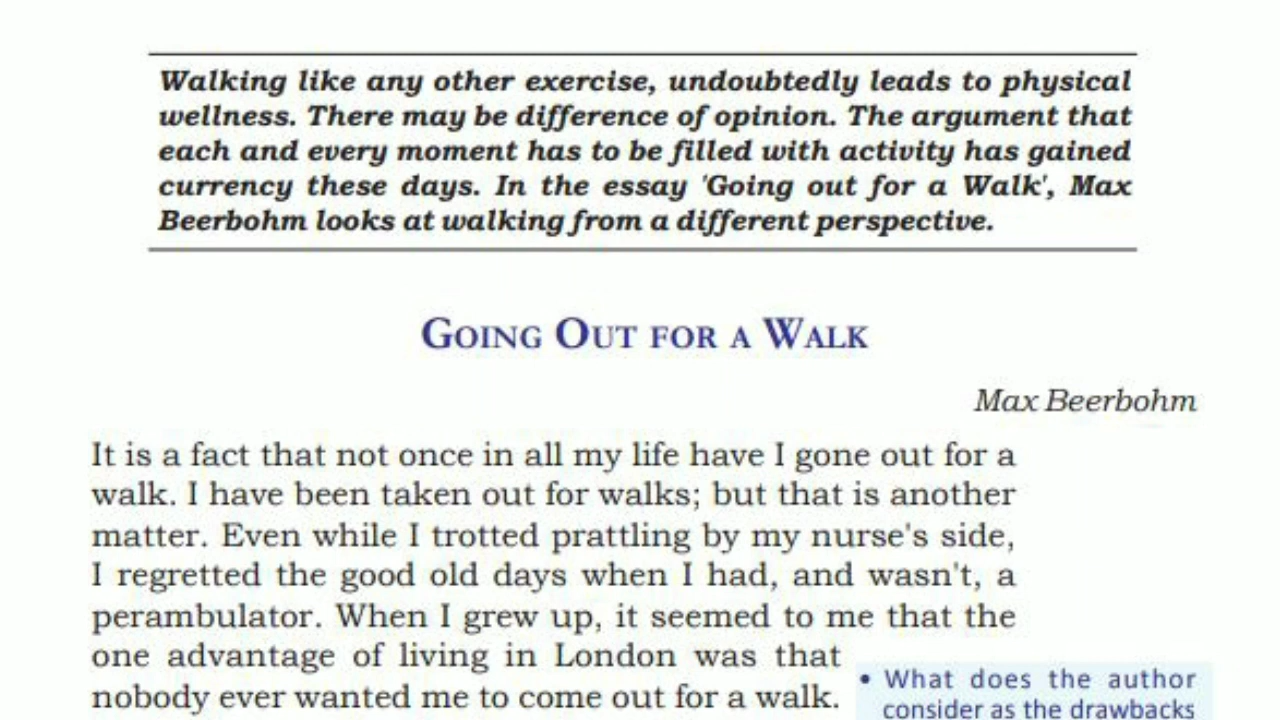 Walking like any other exercise, undoubtedly leads to physical
wellness. There may be difference of opinion. The argument that
each and every moment has to be filled with activity has gained
currency these days. In the essay 'Going out for a Walk', Max
Beerbohm looks at walking from a different perspective.
GOING OUT FOR A WALK
Max Beerbohm
It is a fact that not once in all my life have I gone out for a
walk. I have been taken out for walks; but that is another
matter. Even while I trotted prattling by my nurse's side,
I regretted the good old days when I had, and wasn't, a
perambulator. When I grew up, it seemed to me that the
one advantage of living in London was that
nobody ever wanted me to come out for a walk.
• What does the author
consider as the drawbacks